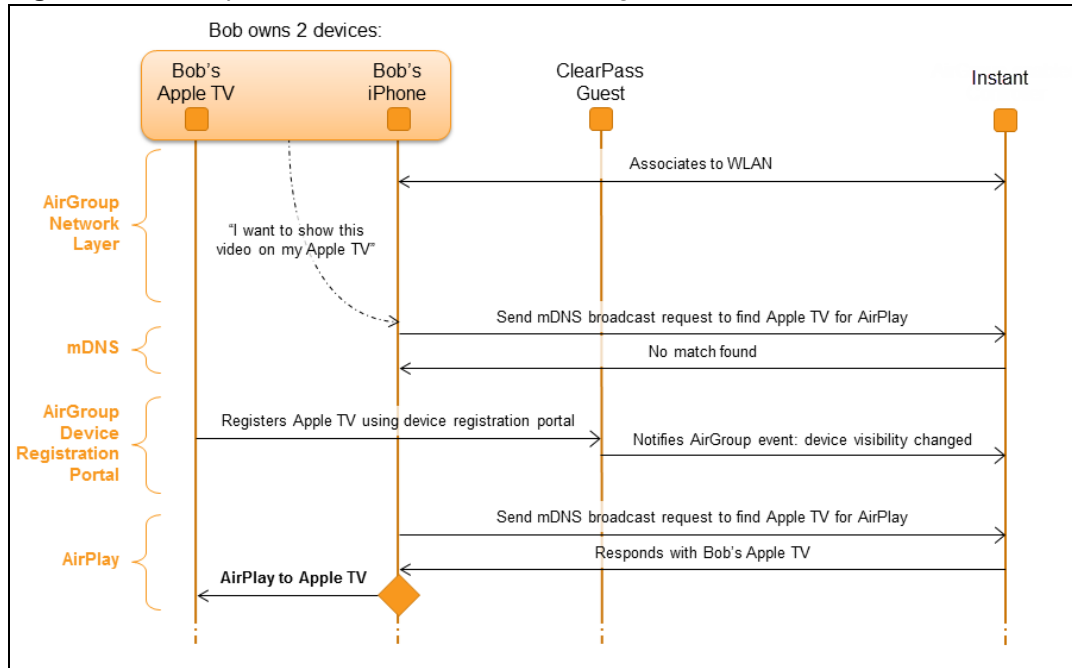 Bob owns 2 devices:
Bob's
Apple TV
Bob's
iPhone
ClearPass
Guest
Instant
AirGroup
Network
Layer
Associates to WLAN
“I want to show this
video on my Apple TV”
mDNS
Send mDNS broadcast request to find Apple TV for AirPlay
No match found
AirGroup
Device
Registration
Portal
Registers Apple TV using device registration portal
Notifies AirGroup event: device visibility changed
AirPlay
Send mDNS broadcast request to find Apple TV for AirPlay
Responds with Bob's Apple TV
AirPlay to Apple TV